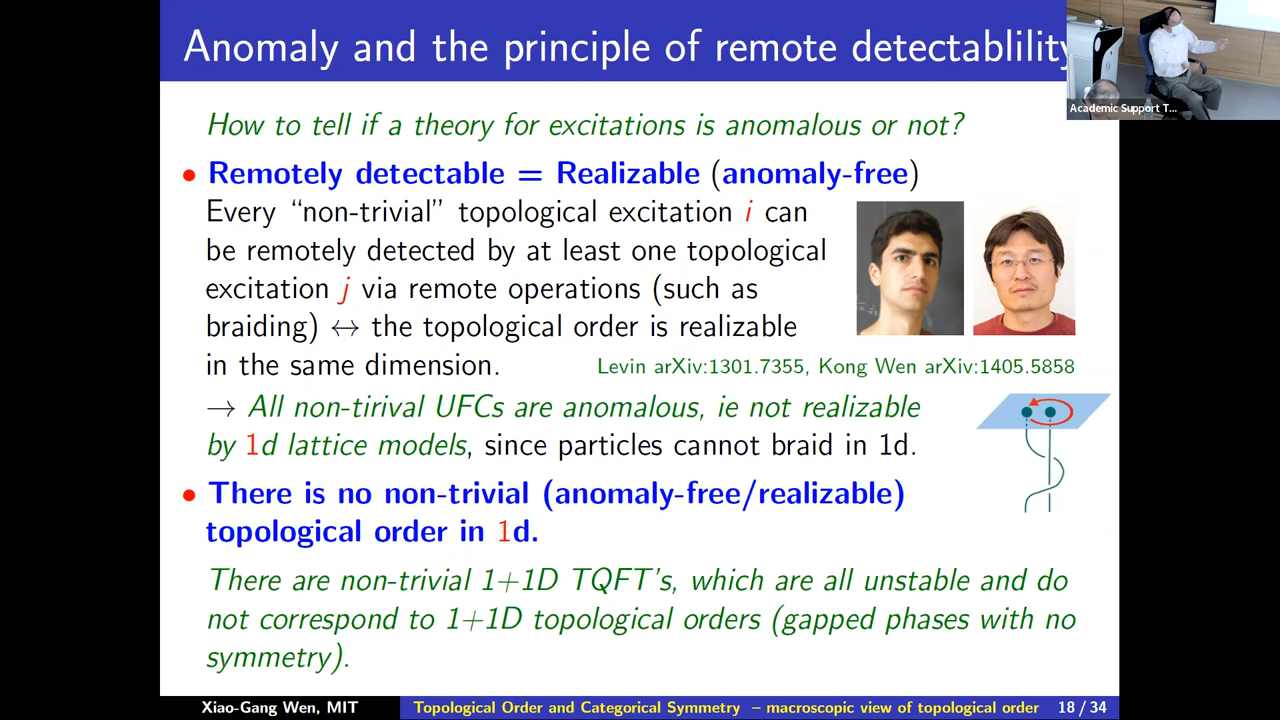 Anomaly and the principle of remote detectablility
Academic Support T...
How to tell if a theory for excitations is anomalous or not?
• Remotely detectable = Realizable (anomaly-free)
Every “non-trivial” topological excitation i can
be remotely detected by at least one topological
excitation j via remote operations (such as
braiding) ↔ the topological order is realizable
in the same dimension.
Levin arXiv:1301.7355, Kong Wen arXiv:1405.5858
→ All non-tirival UFCs are anomalous, ie not realizable
by 1d lattice models, since particles cannot braid in 1d.
• There is no non-trivial (anomaly-free/realizable)
topological order in 1d.
There are non-trivial 1+1D TQFT's, which are all unstable and do
not correspond to 1+1D topological orders (gapped phases with no
symmetry).
Xiao-Gang Wen, MIT
Topological Order and Categorical Symmetry – macroscopic view of topological order
18 / 34